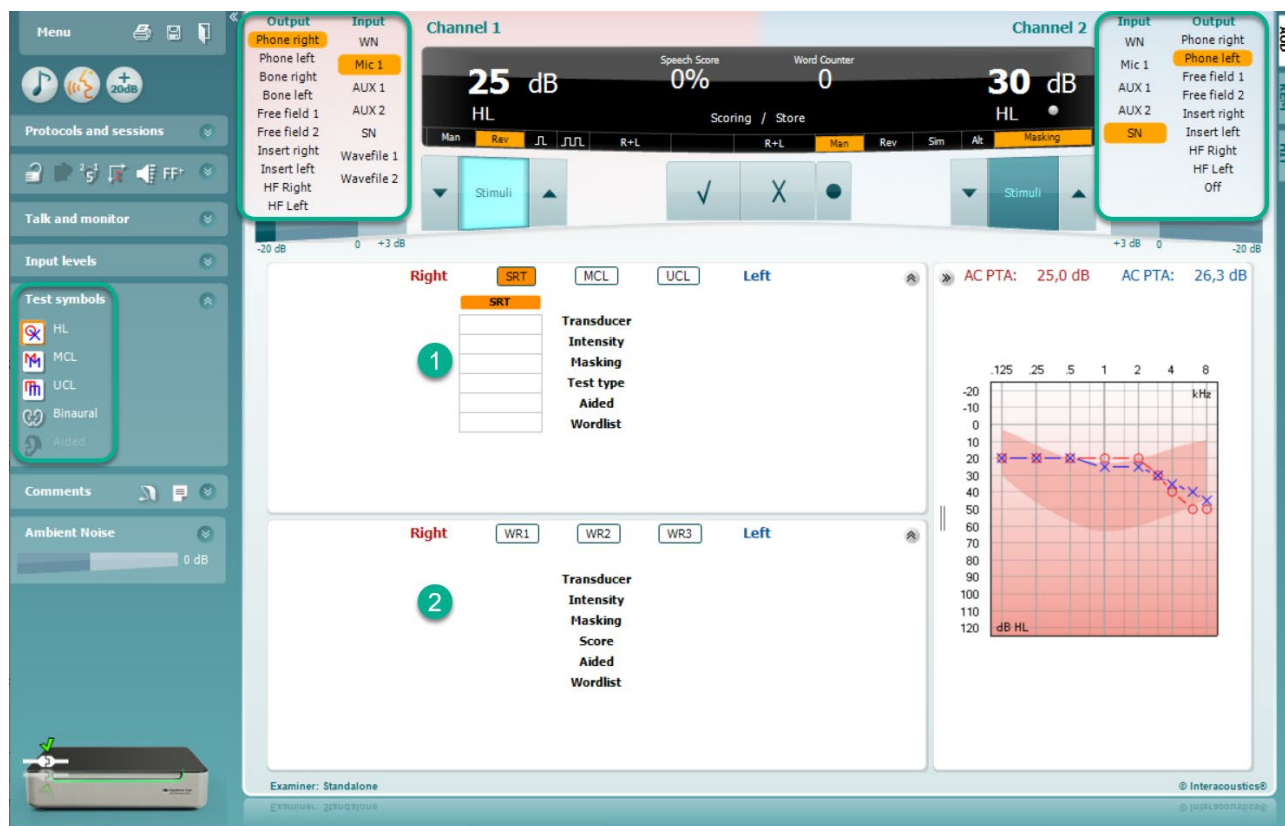 Menu
20dB
Protocols and sessions
FF+
Talk and monitor
Input levels
Test symbols
HL
MCL
UCL
Binaural
Aided
Comments
Ambient Noise
0 dB
Output Input
Phone right WN
Phone left Mic 1
Bone right AUX 1
Bone left AUX 2
Free field 1 SN
Free field 2 Wavefile 1
Insert right Wavefile 2
Insert left
HF Right
HF Left
Channel 1
Channel 2
25 dB
HL
Speech Score
0%
Word Counter
0
Scoring / Store
30 dB
HL
Man Rev R+L R+L Man Rev Sim Alt Masking
Stimuli √ X Stimuli
Input Output
WN Phone right
Mic 1 Phone left
AUX 1 Free field 1
AUX 2 Free field 2
SN Insert right
Insert left
HF Right
HF Left
Off
AUD
-20 dB 0 +3 dB
+3 dB 0 -20 dB
Right SRT MCL UCL Left
SRT
1
Transducer
Intensity
Masking
Test type
Aided
Wordlist
Right WR1 WR2 WR3 Left
2
Transducer
Intensity
Masking
Score
Aided
Wordlist
AC PTA: 25,0 dB AC PTA: 26,3 dB
.125 .25 .5 1 2 4 8
kHz
-20
-10
0
10
20
30
40
50
60
70
80
90
100
110
120
dB HL
Examiner: Standalone
© Interacoustics®